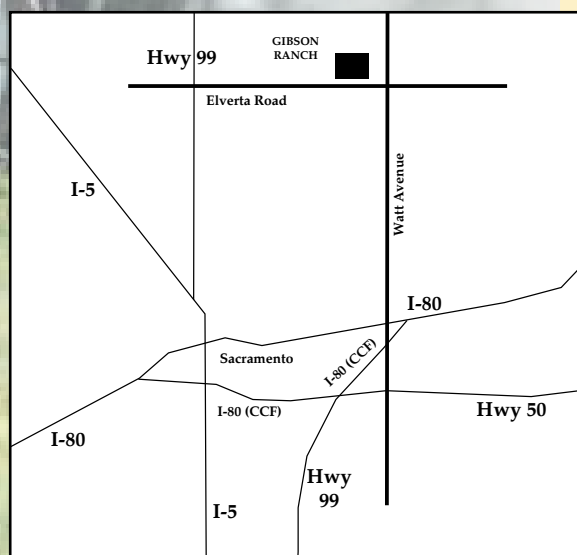 GIBSON
RANCH
Hwy 99
Elverta Road
I-5
Watt Avenue
I-80
Sacramento
I-80 (CCF)
I-80 (CCF)
Hwy 50
I-80
Hwy
99
I-5